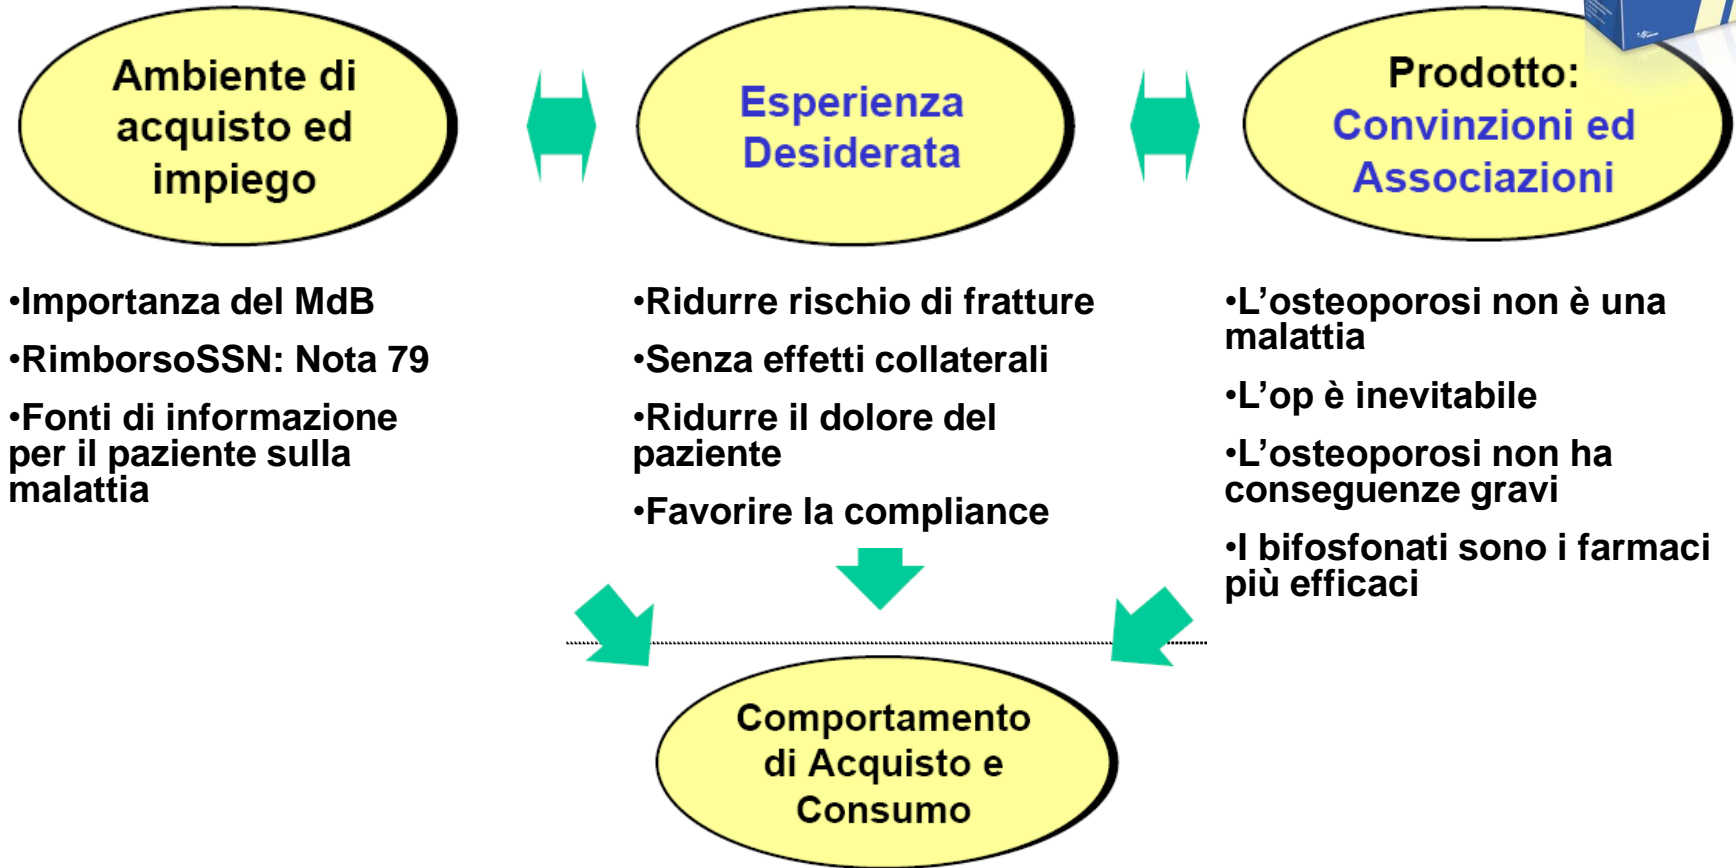 Ambiente di
acquisto ed
impiego
Esperienza
Desiderata
Prodotto:
Convinzioni ed
Associazioni
•Importanza del MdB
•RimborsoSSN: Nota 79
•Fonti di informazione
per il paziente sulla
malattia
•Ridurre rischio di fratture
•Senza effetti collaterali
•Ridurre il dolore del
paziente
•Favorire la compliance
•L'osteoporosi non è una
malattia
•L'op è inevitabile
•L'osteoporosi non ha
conseguenze gravi
•I bifosfonati sono i farmaci
più efficaci
Comportamento
di Acquisto e
Consumo